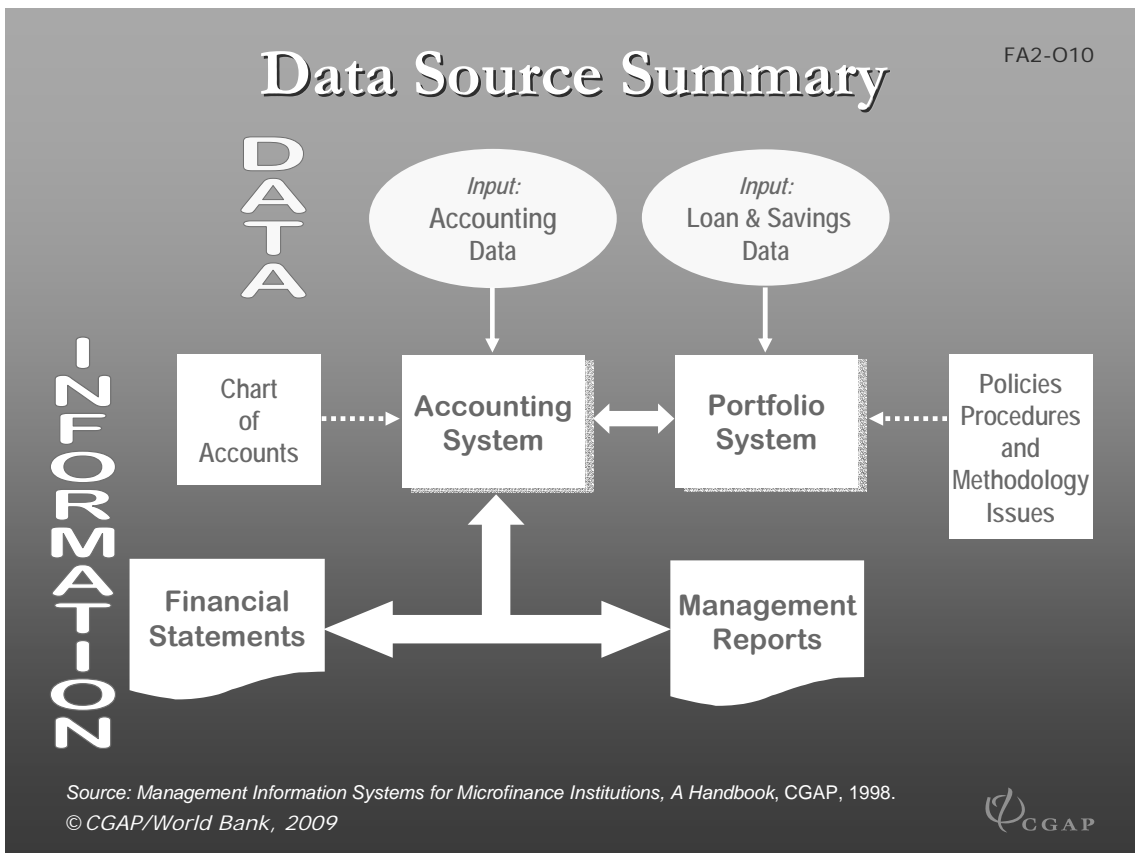 FA2-O10
Data Source Summary
DATA
Input:
Accounting
Data
Input:
Loan & Savings
Data
INFORMATION
Chart
of
Accounts
Accounting
System
Portfolio
System
Policies
Procedures
and
Methodology
Issues
Financial
Statements
Management
Reports
Source: Management Information Systems for Microfinance Institutions, A Handbook, CGAP, 1998.
© CGAP/World Bank, 2009
CGAP